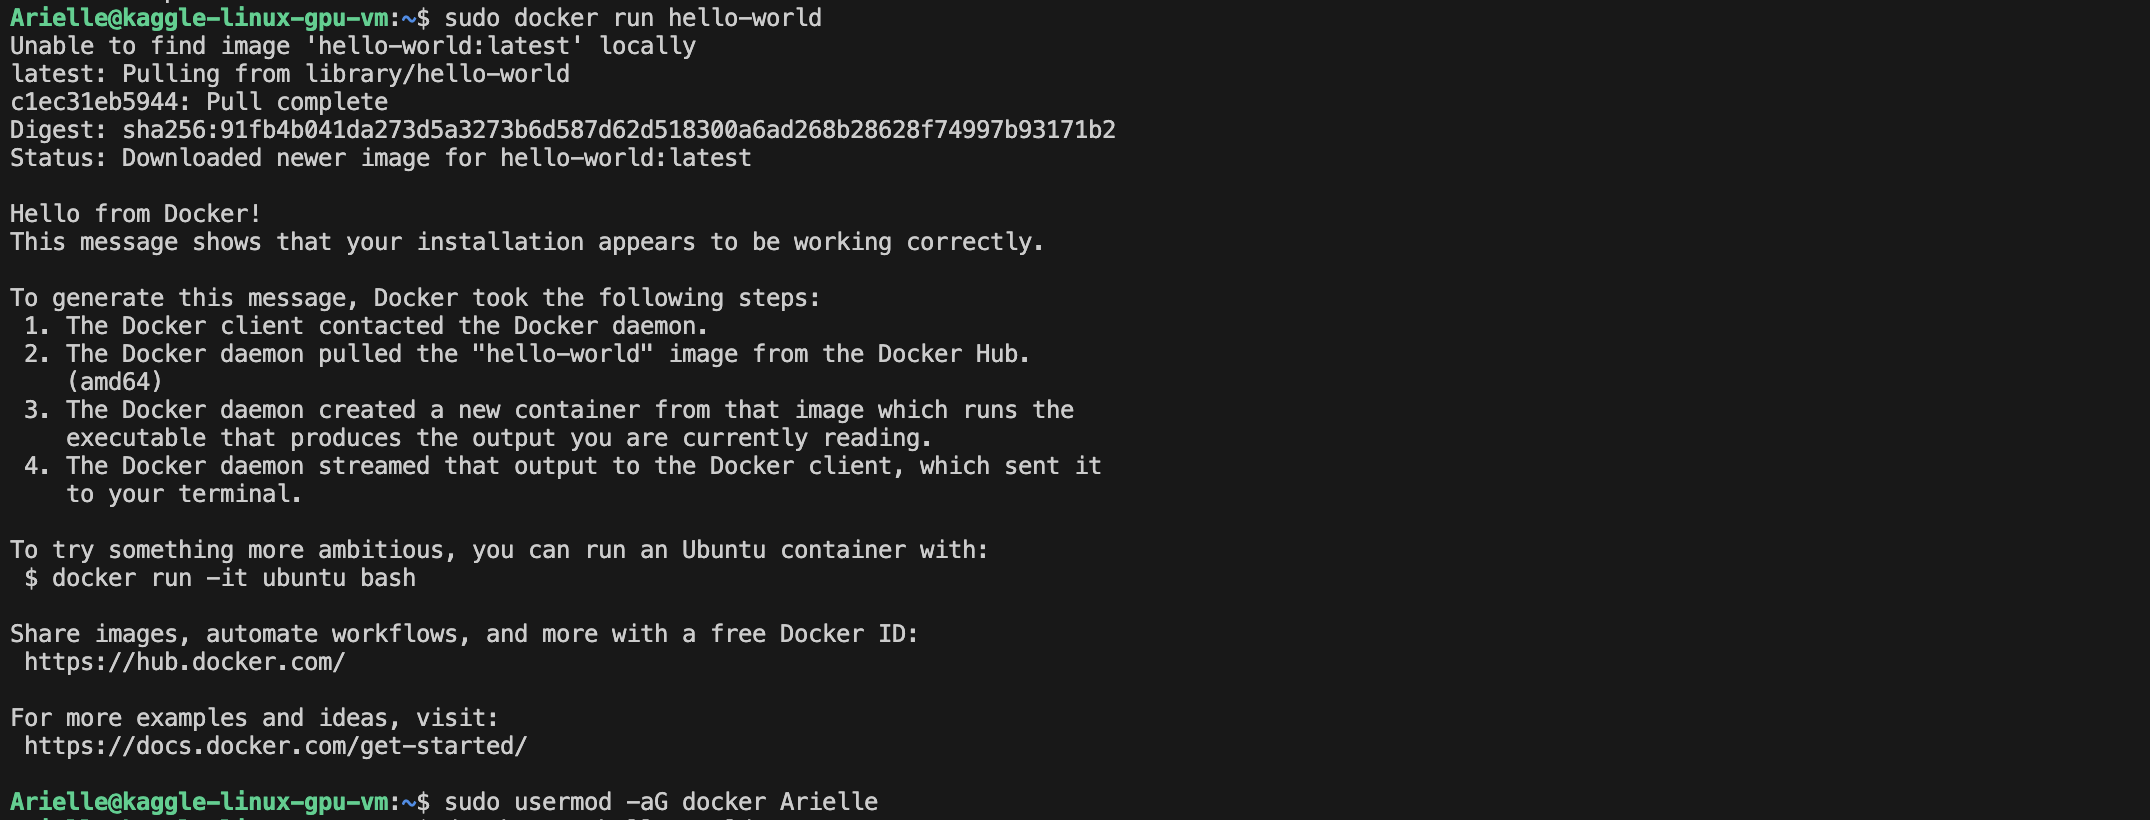 Arielle@kaggle-linux-gpu-vm:~$ sudo docker run hello-world
Unable to find image 'hello-world:latest' locally
latest: Pulling from library/hello-world
c1ec31eb5944: Pull complete
Digest: sha256:91fb4b041da273d5a3273b6d587d62d518300a6ad268b28628f74997b93171b2
Status: Downloaded newer image for hello-world:latest

Hello from Docker!
This message shows that your installation appears to be working correctly.

To generate this message, Docker took the following steps:
 1. The Docker client contacted the Docker daemon.
 2. The Docker daemon pulled the "hello-world" image from the Docker Hub.
    (amd64)
 3. The Docker daemon created a new container from that image which runs the
    executable that produces the output you are currently reading.
 4. The Docker daemon streamed that output to the Docker client, which sent it
    to your terminal.

To try something more ambitious, you can run an Ubuntu container with:
 $ docker run -it ubuntu bash

Share images, automate workflows, and more with a free Docker ID:
 https://hub.docker.com/

For more examples and ideas, visit:
 https://docs.docker.com/get-started/

Arielle@kaggle-linux-gpu-vm:~$ sudo usermod -aG docker Arielle